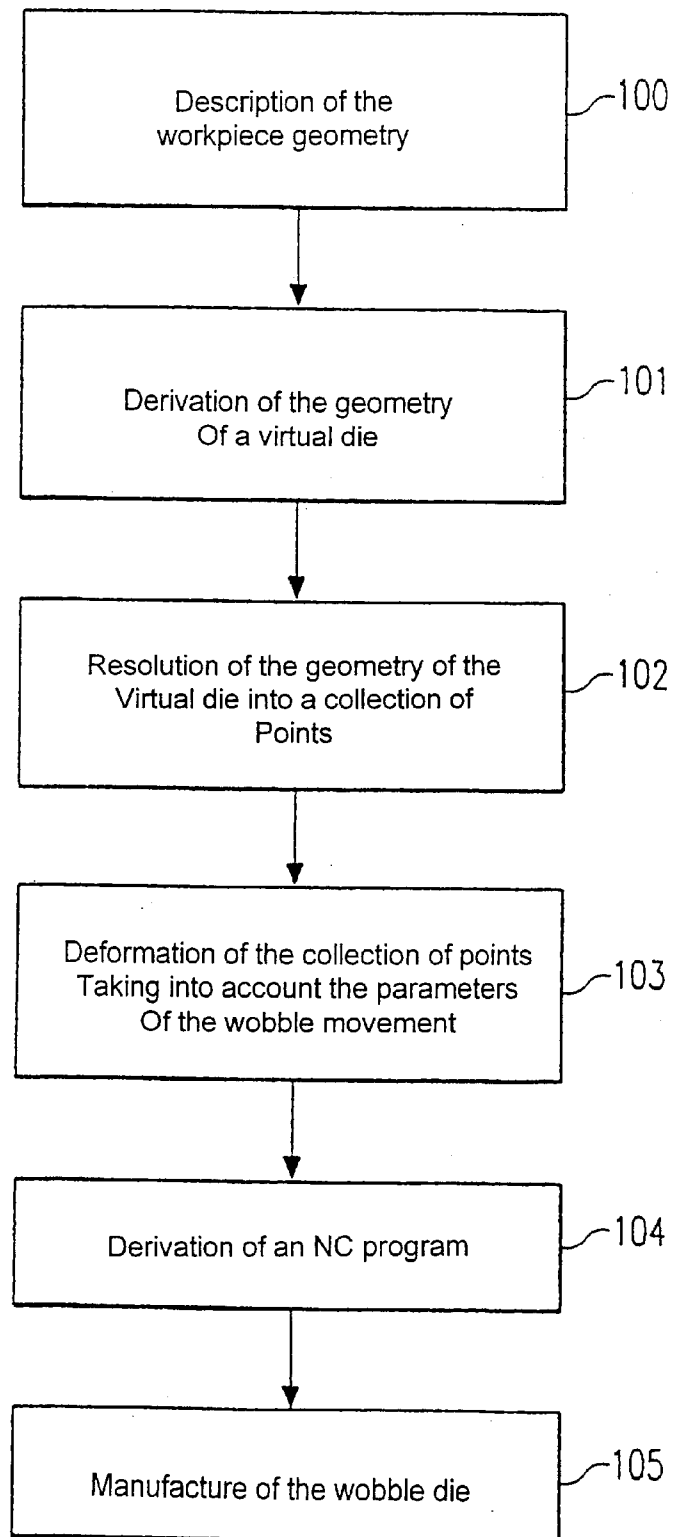 Description of the
workpiece geometry
100
Derivation of the geometry
Of a virtual die
101
Resolution of the geometry of the
Virtual die into a collection of
Points
102
Deformation of the collection of points
Taking into account the parameters
Of the wobble movement
103
Derivation of an NC program
104
Manufacture of the wobble die
105